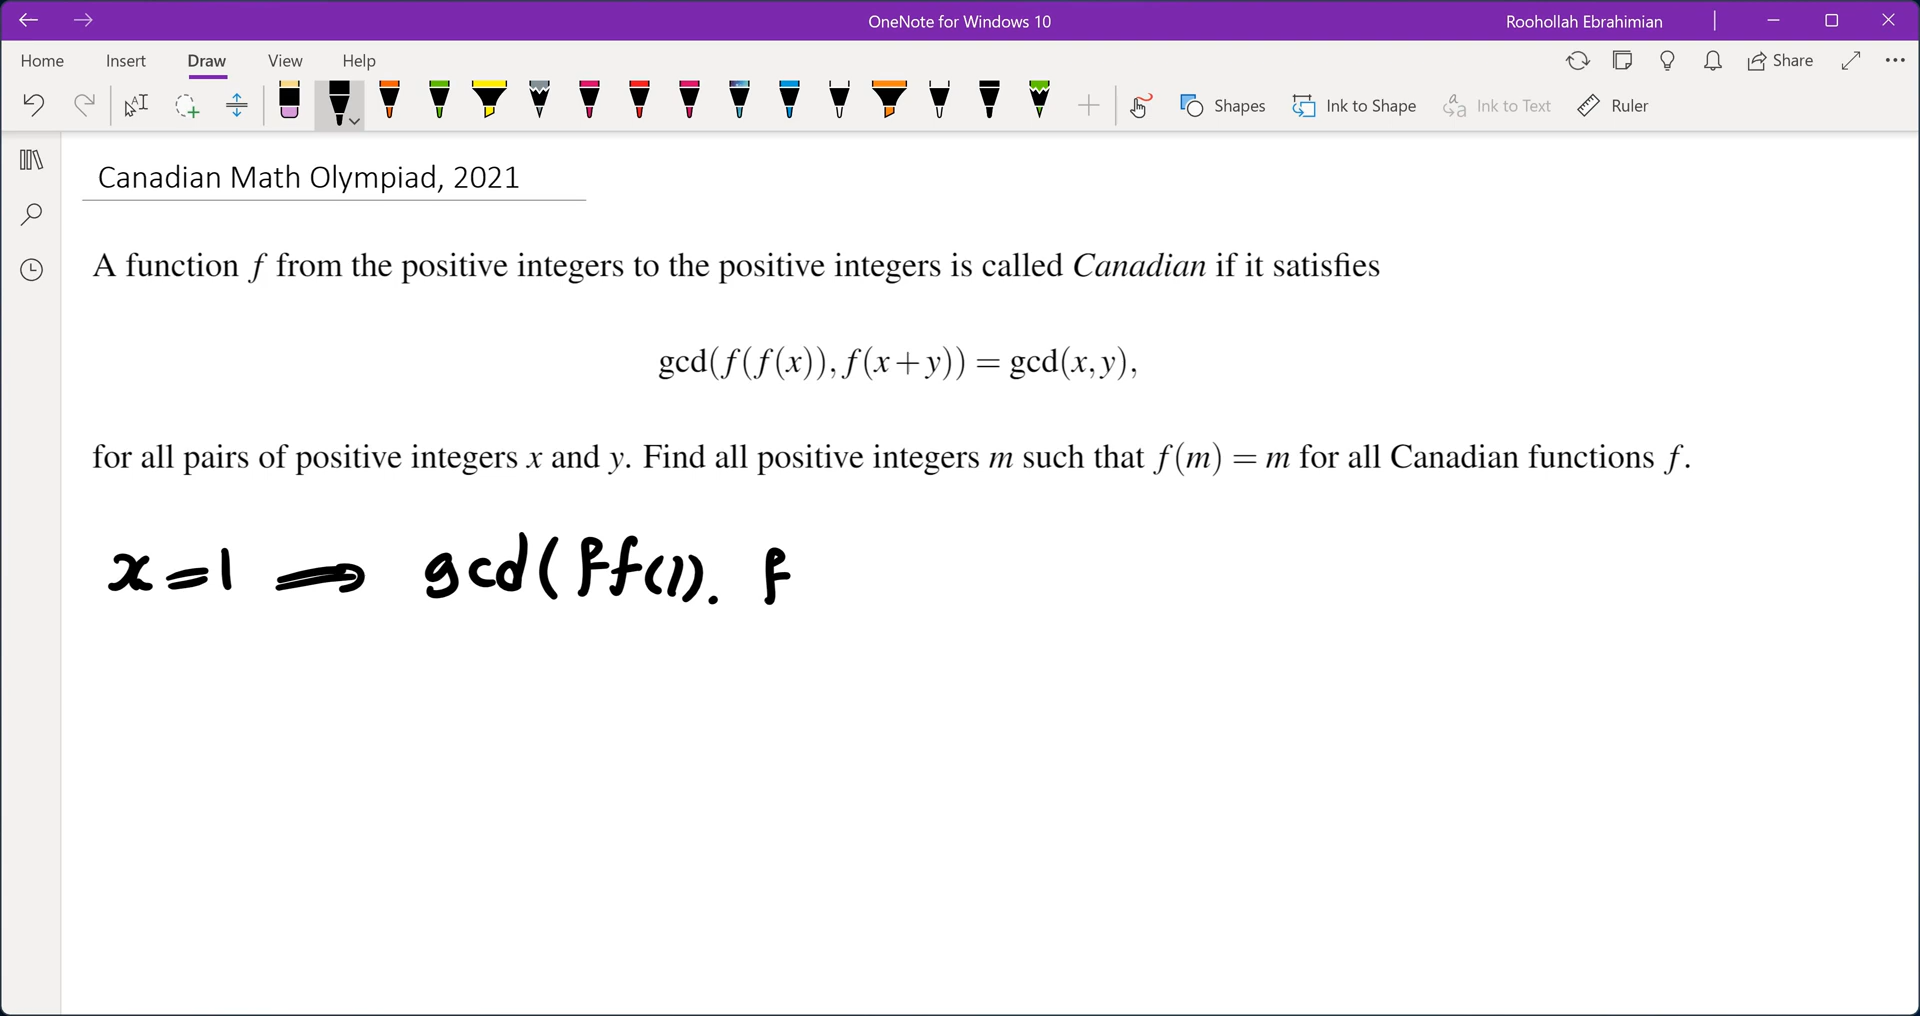 OneNote for Windows 10
Roohollah Ebrahimian
Home Insert Draw View Help
Share
Shapes Ink to Shape Ink to Text Ruler
Canadian Math Olympiad, 2021
A function f from the positive integers to the positive integers is called Canadian if it satisfies
gcd(f(f(x)), f(x+y)) = gcd(x,y),
for all pairs of positive integers x and y. Find all positive integers m such that f(m) = m for all Canadian functions f.
x=1 ⟹ gcd(ff(1). f